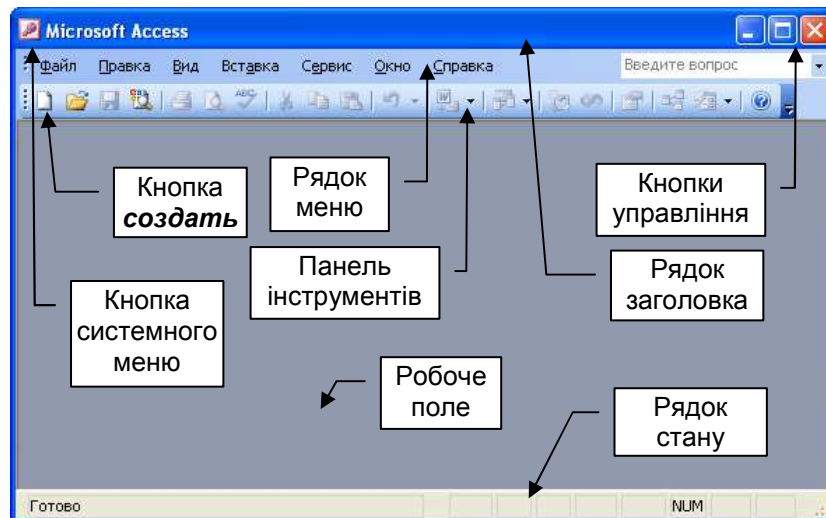 Microsoft Access
Файл Правка Вид Вставка Сервис Окно Справка Введите вопрос
Кнопка
создать
Рядок
меню
Кнопки
управління
Панель
інструментів
Рядок
заголовка
Кнопка
системного
меню
Робоче
поле
Рядок
стану
Готово NUM